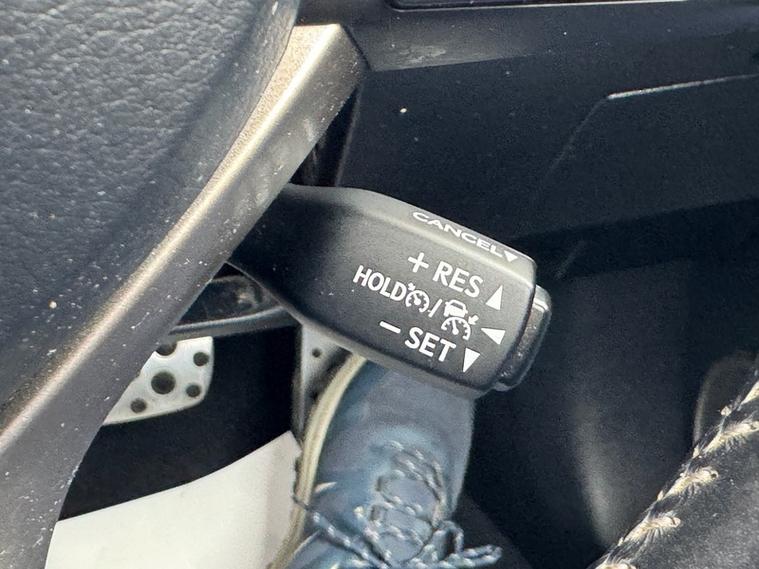 CANCEL▼
+ RES ▲
HOLD / ◀
− SET ▼